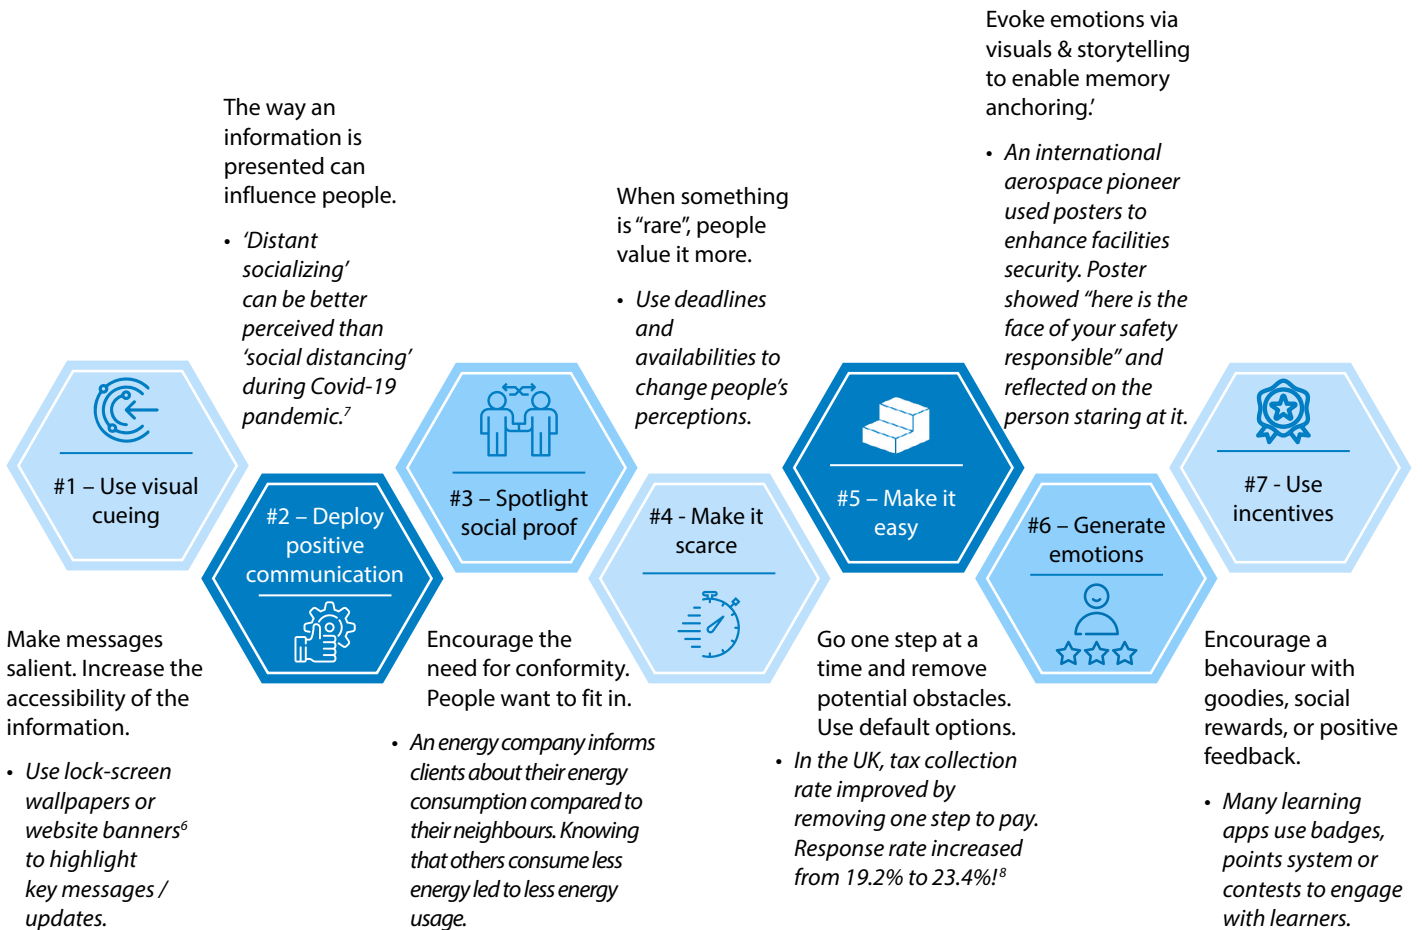 #1 – Use visual
cueing
Make messages
salient. Increase the
accessibility of the
information.
• Use lock-screen
wallpapers or
website banners6
to highlight
key messages /
updates.
The way an
information is
presented can
influence people.
• ‘Distant
socializing’
can be better
perceived than
‘social distancing’
during Covid-19
pandemic.7
#2 – Deploy
positive
communication
#3 – Spotlight
social proof
Encourage the
need for conformity.
People want to fit in.
• An energy company informs
clients about their energy
consumption compared to
their neighbours. Knowing
that others consume less
energy led to less energy
usage.
When something
is “rare”, people
value it more.
• Use deadlines
and
availabilities to
change people’s
perceptions.
#4 - Make it
scarce
#5 – Make it
easy
Go one step at a
time and remove
potential obstacles.
Use default options.
• In the UK, tax collection
rate improved by
removing one step to pay.
Response rate increased
from 19.2% to 23.4%!8
Evoke emotions via
visuals & storytelling
to enable memory
anchoring.’
• An international
aerospace pioneer
used posters to
enhance facilities
security. Poster
showed “here is the
face of your safety
responsible” and
reflected on the
person staring at it.
#6 – Generate
emotions
#7 - Use
incentives
Encourage a
behaviour with
goodies, social
rewards, or positive
feedback.
• Many learning
apps use badges,
points system or
contests to engage
with learners.